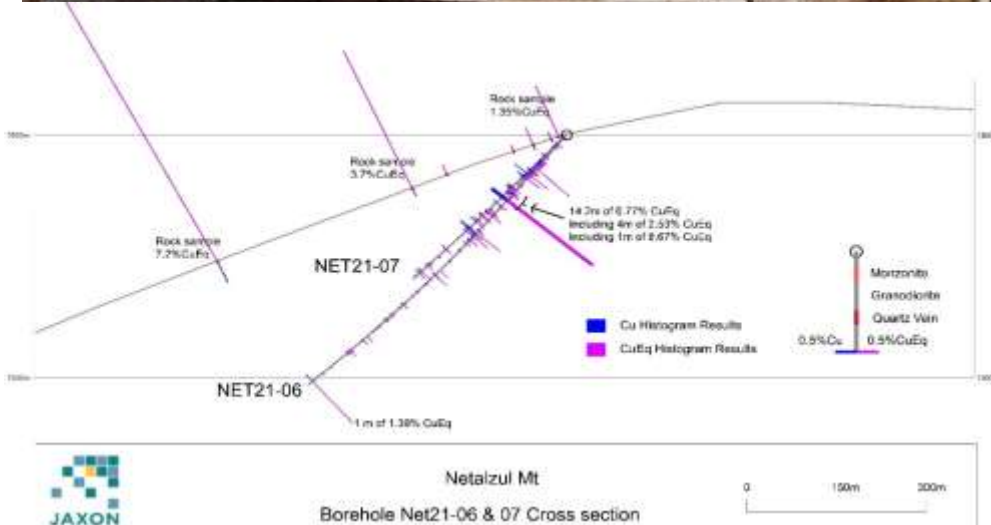 Rock sample
1.35%CuEq
Rock sample
3.7%CuEq
Rock sample
7.2%CuEq
14.2m of 0.77% CuEq
Including 4m of 2.53% CuEq
Including 1m of 8.67% CuEq
NET21-07
NET21-06
1 m of 1.38% CuEq
Cu Histogram Results
CuEq Histogram Results
Monzonite
Granodiorite
Quartz Vein
0.5%Cu 0.5%CuEq
JAXON
Netalzul Mt
Borehole Net21-06 & 07 Cross section
0 150m 300m